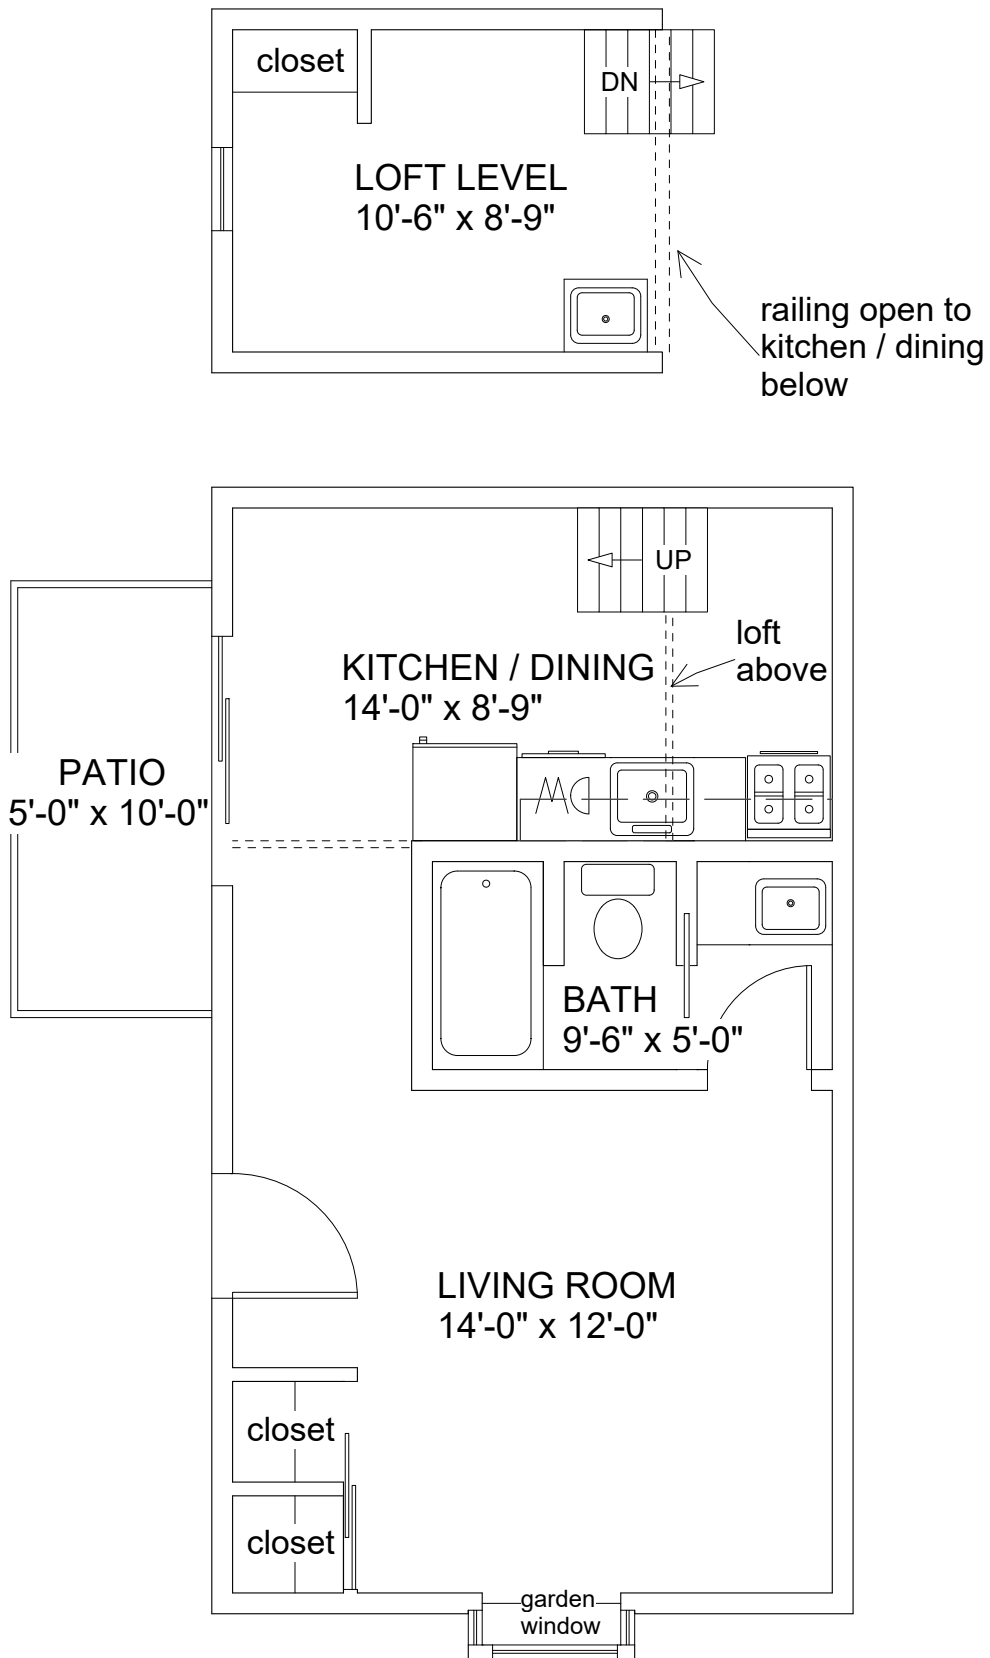 closet
DN
LOFT LEVEL
10'-6" x 8'-9"
railing open to
kitchen / dining
below
UP
loft
above
KITCHEN / DINING
14'-0" x 8'-9"
PATIO
5'-0" x 10'-0"
BATH
9'-6" x 5'-0"
LIVING ROOM
14'-0" x 12'-0"
closet
closet
garden
window